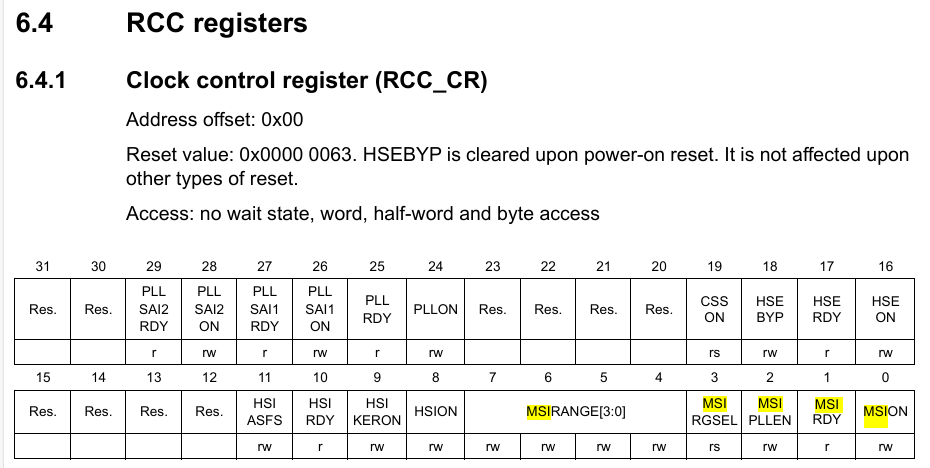 6.4 RCC registers
6.4.1 Clock control register (RCC_CR)
Address offset: 0x00
Reset value: 0x0000 0063. HSEBYP is cleared upon power-on reset. It is not affected upon
other types of reset.
Access: no wait state, word, half-word and byte access
31 30 29 28 27 26 25 24 23 22 21 20 19 18 17 16
Res. Res. PLL SAI2 RDY PLL SAI2 ON PLL SAI1 RDY PLL SAI1 ON PLL RDY PLLON Res. Res. Res. Res. CSS ON HSE BYP HSE RDY HSE ON
r rw r rw r rw rs rw r rw
15 14 13 12 11 10 9 8 7 6 5 4 3 2 1 0
Res. Res. Res. Res. HSI ASFS HSI RDY HSI KERON HSION MSIRANGE[3:0] MSI RGSEL MSI PLLEN MSI RDY MSION
rw r rw rw rw rw rw rw rs rw r rw